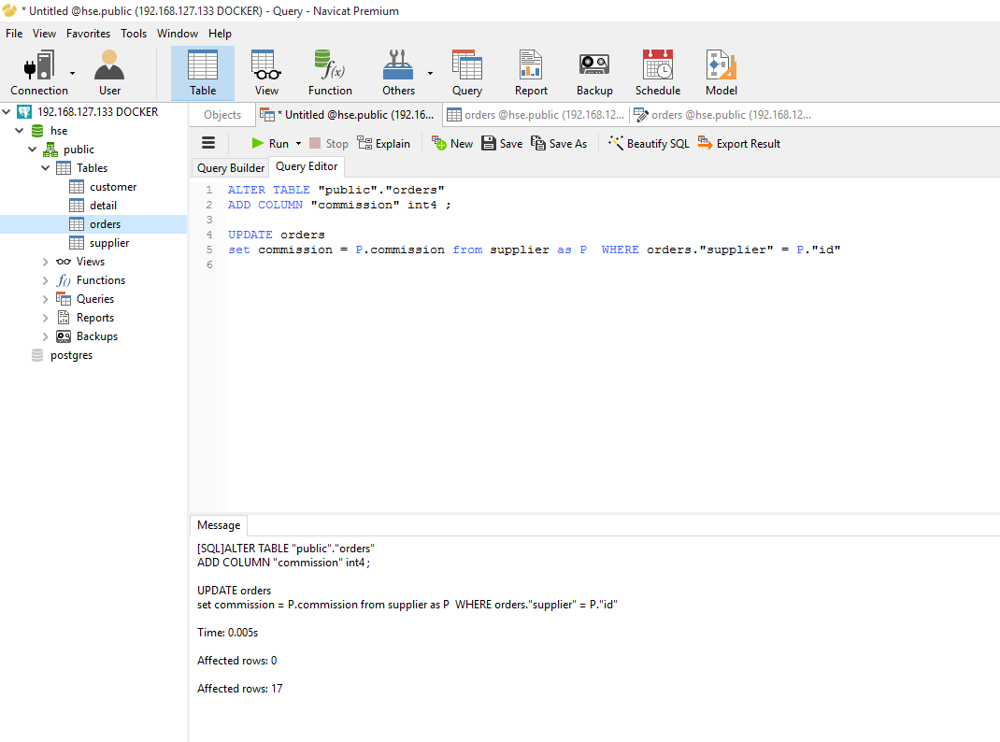 * Untitled @hse.public (192.168.127.133 DOCKER) - Query - Navicat Premium
File View Favorites Tools Window Help
Connection User Table View Function Others Query Report Backup Schedule Model
f(x)
192.168.127.133 DOCKER
hse
public
Tables
customer
detail
orders
supplier
Views
f() Functions
Queries
Reports
Backups
postgres
Objects * Untitled @hse.public (192.16... orders @hse.public (192.168.12... orders @hse.public (192.168.12...
Run Stop Explain New Save Save As Beautify SQL Export Result
Query Builder Query Editor
1 ALTER TABLE "public"."orders"
2 ADD COLUMN "commission" int4 ;
3
4 UPDATE orders
5 set commission = P.commission from supplier as P  WHERE orders."supplier" = P."id"
6
Message
[SQL]ALTER TABLE "public"."orders"
ADD COLUMN "commission" int4 ;
UPDATE orders
set commission = P.commission from supplier as P  WHERE orders."supplier" = P."id"
Time: 0.005s
Affected rows: 0
Affected rows: 17